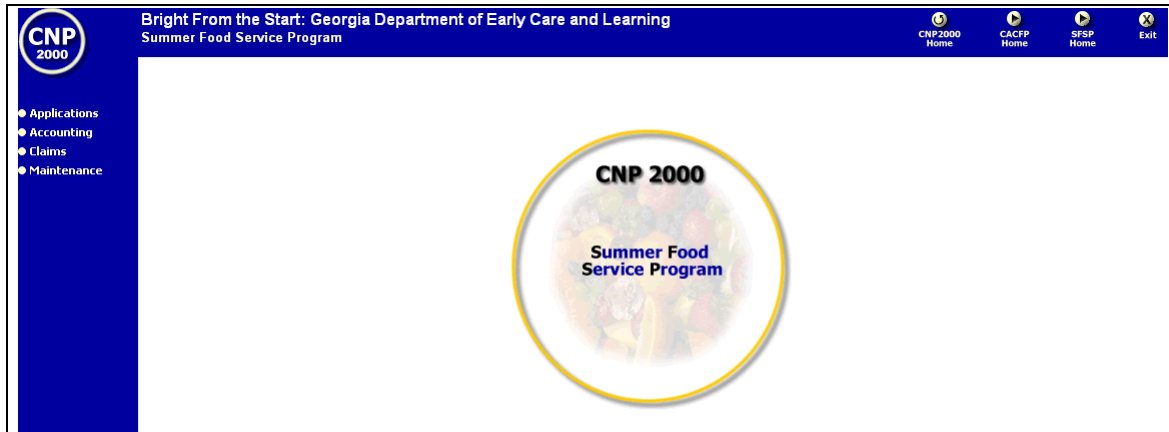 CNP
2000
Bright From the Start: Georgia Department of Early Care and Learning
Summer Food Service Program
CNP2000
Home
CACFP
Home
SFSP
Home
Exit
Applications
Accounting
Claims
Maintenance
CNP 2000
Summer Food
Service Program